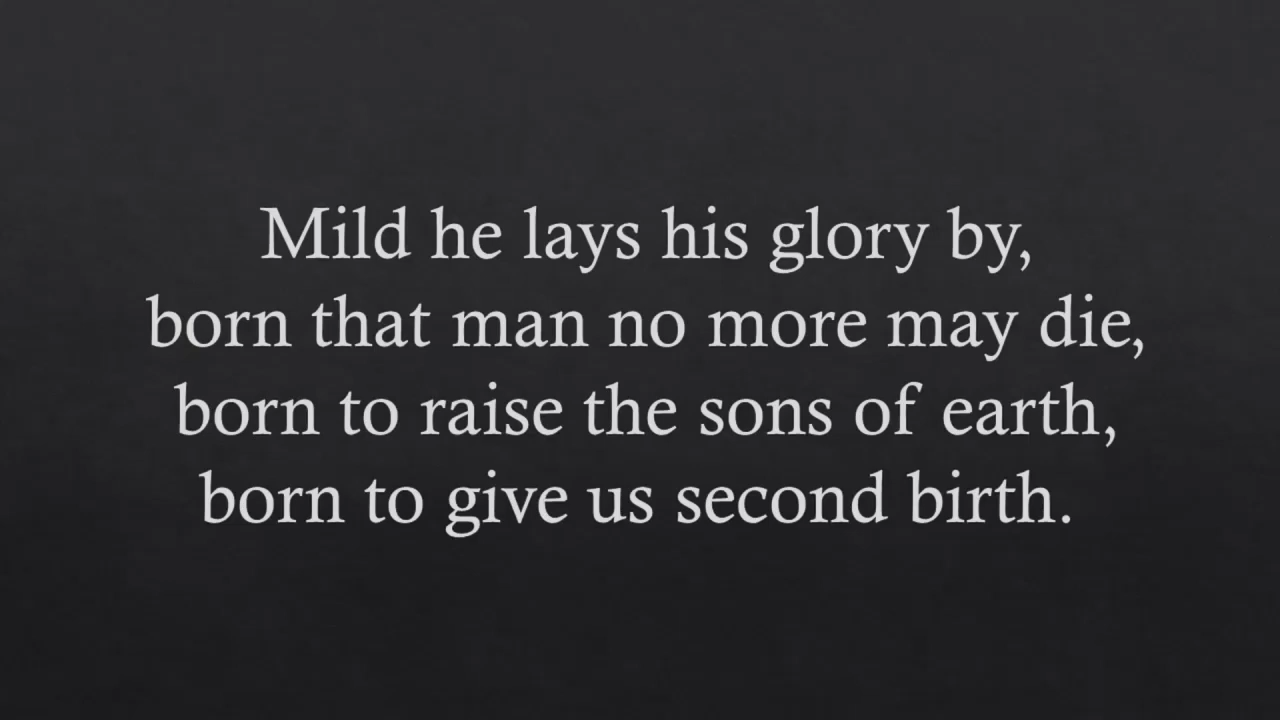 Mild he lays his glory by,
born that man no more may die,
born to raise the sons of earth,
born to give us second birth.